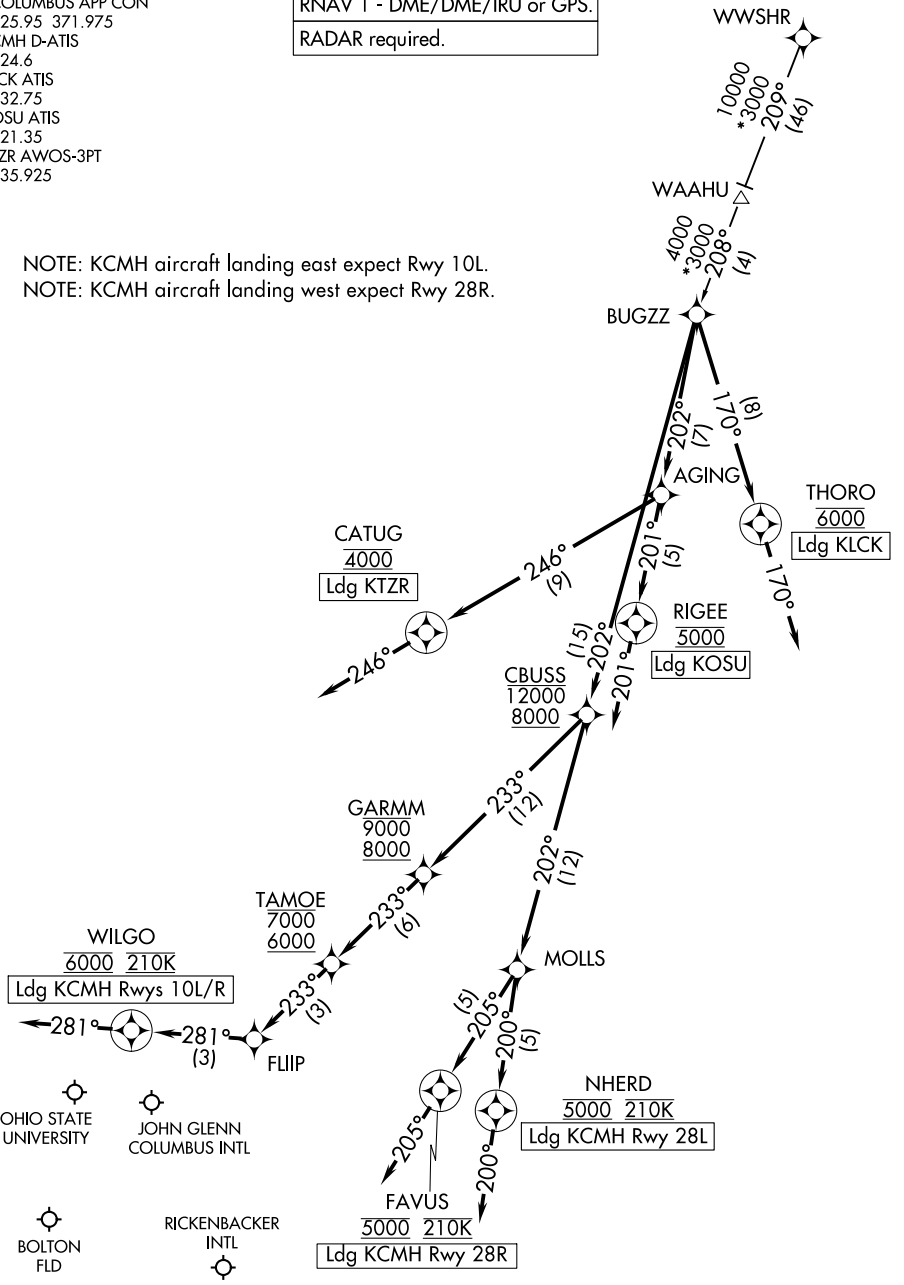 COLUMBUS APP CON
25.95 371.975
MH D-ATIS
24.6
CK ATIS
32.75
OSU ATIS
21.35
ZR AWOS-3PT
35.925
RNAV 1 - DME/DME/IRU or GPS.
RADAR required.
NOTE: KCMH aircraft landing east expect Rwy 10L.
NOTE: KCMH aircraft landing west expect Rwy 28R.
WWSHR
10000
*3000
209°
(46)
WAAHU
4000
*3000
208°
(4)
BUGZZ
202°
(7)
170°
(8)
AGING
THORO
6000
Ldg KLCK
170°
CATUG
4000
Ldg KTZR
246°
(9)
246°
201°
(5)
RIGEE
5000
Ldg KOSU
201°
(15)
202°
CBUSS
12000
8000
233°
(12)
202°
(12)
GARMM
9000
8000
233°
(6)
TAMOE
7000
6000
233°
(3)
WILGO
6000 210K
Ldg KCMH Rwys 10L/R
281°
281°
(3)
FLIIP
MOLLS
(5)
205°
200°
(5)
NHERD
5000 210K
Ldg KCMH Rwy 28L
205°
200°
FAVUS
5000 210K
Ldg KCMH Rwy 28R
OHIO STATE
UNIVERSITY
JOHN GLENN
COLUMBUS INTL
BOLTON
FLD
RICKENBACKER
INTL